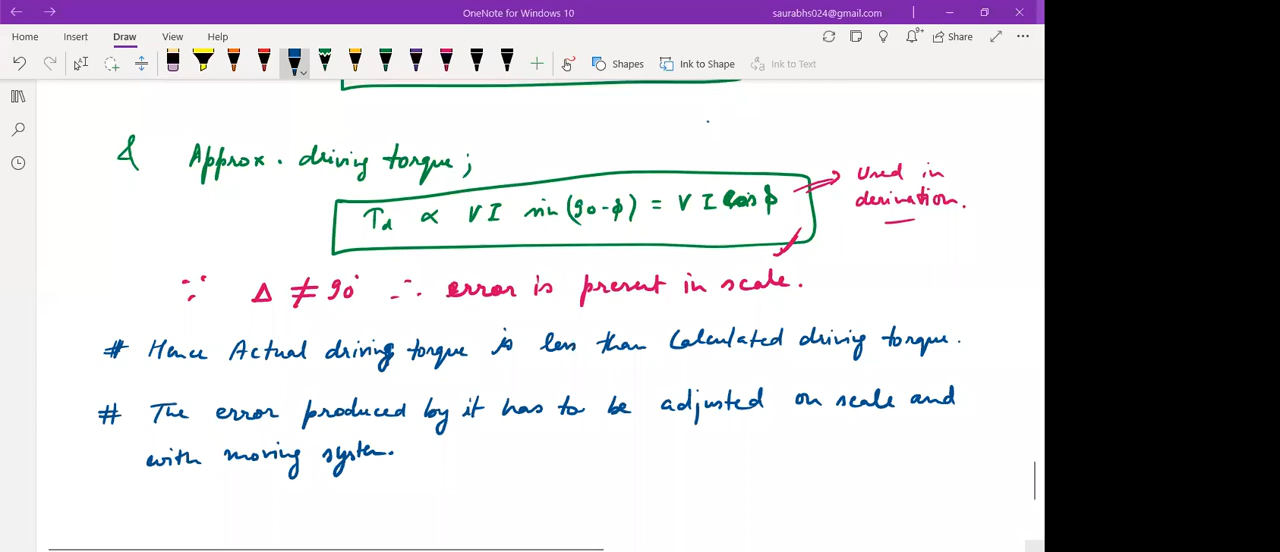 OneNote for Windows 10
saurabhs024@gmail.com
Home Insert Draw View Help
Share
Shapes Ink to Shape Ink to Text
& Approx. driving torque;
Td ∝ VI sin(90-φ) = VI cos φ
Used in
derivation.
∵ Δ ≠ 90° ∴ error is present in scale.
# Hence Actual driving torque is less than Calculated driving torque.
# The error produced by it has to be adjusted on scale and
with moving system.